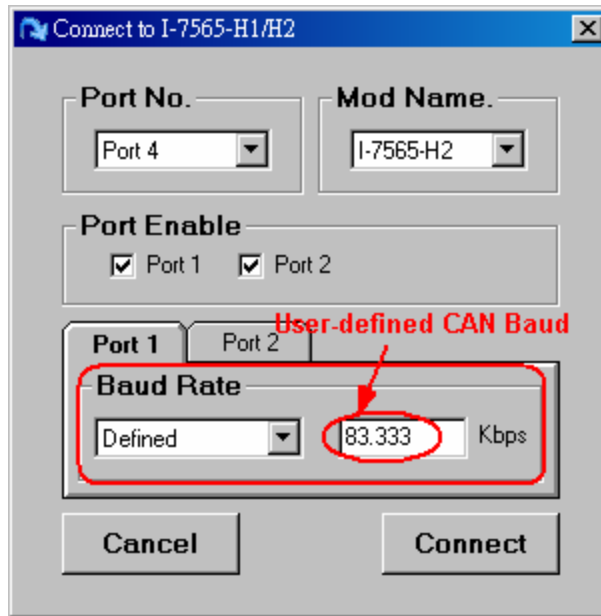 Connect to I-7565-H1/H2
Port No.
Mod Name.
Port 4
I-7565-H2
Port Enable
Port 1
Port 2
User-defined CAN Baud
Port 1
Port 2
Baud Rate
Defined
83.333
Kbps
Cancel
Connect